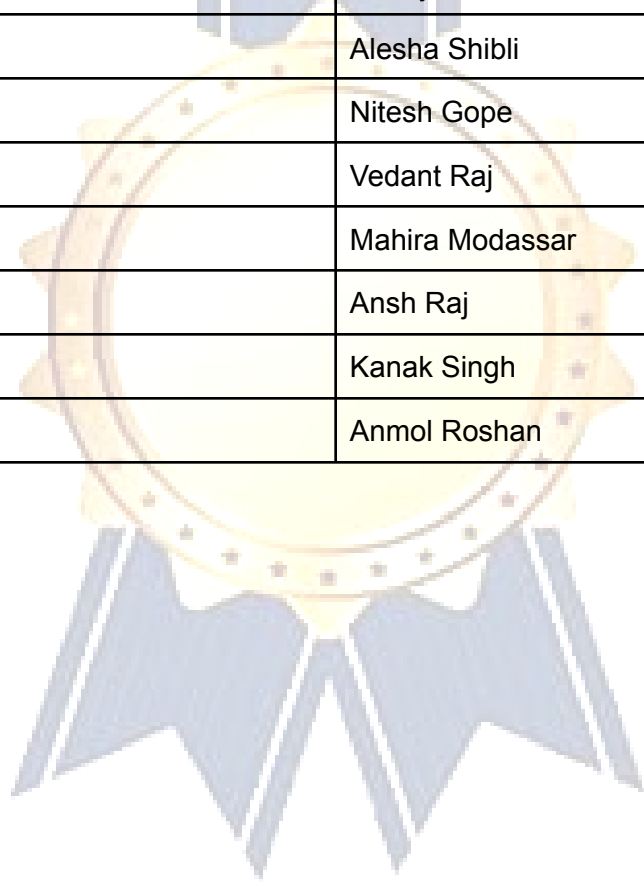 Alesha Shibli
Nitesh Gope
Vedant Raj
Mahira Modassar
Ansh Raj
Kanak Singh
Anmol Roshan